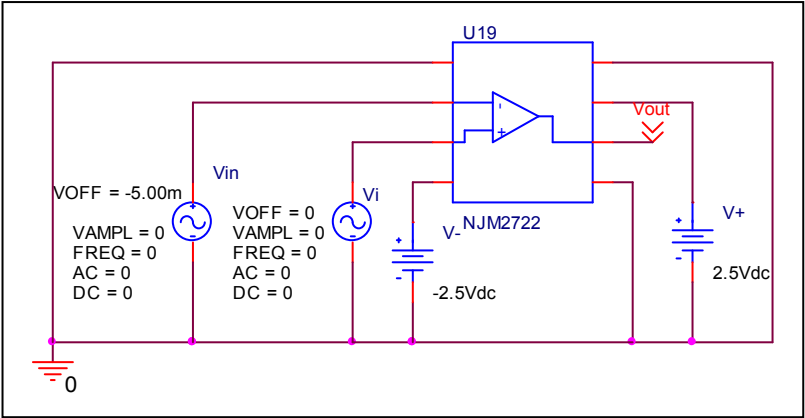 U19
-
+
Vout
Vin
VOFF = -5.00m
VAMPL = 0
FREQ = 0
AC = 0
DC = 0
Vi
VOFF = 0
VAMPL = 0
FREQ = 0
AC = 0
DC = 0
NJM2722
V-
+
-
-2.5Vdc
V+
+
-
2.5Vdc
0